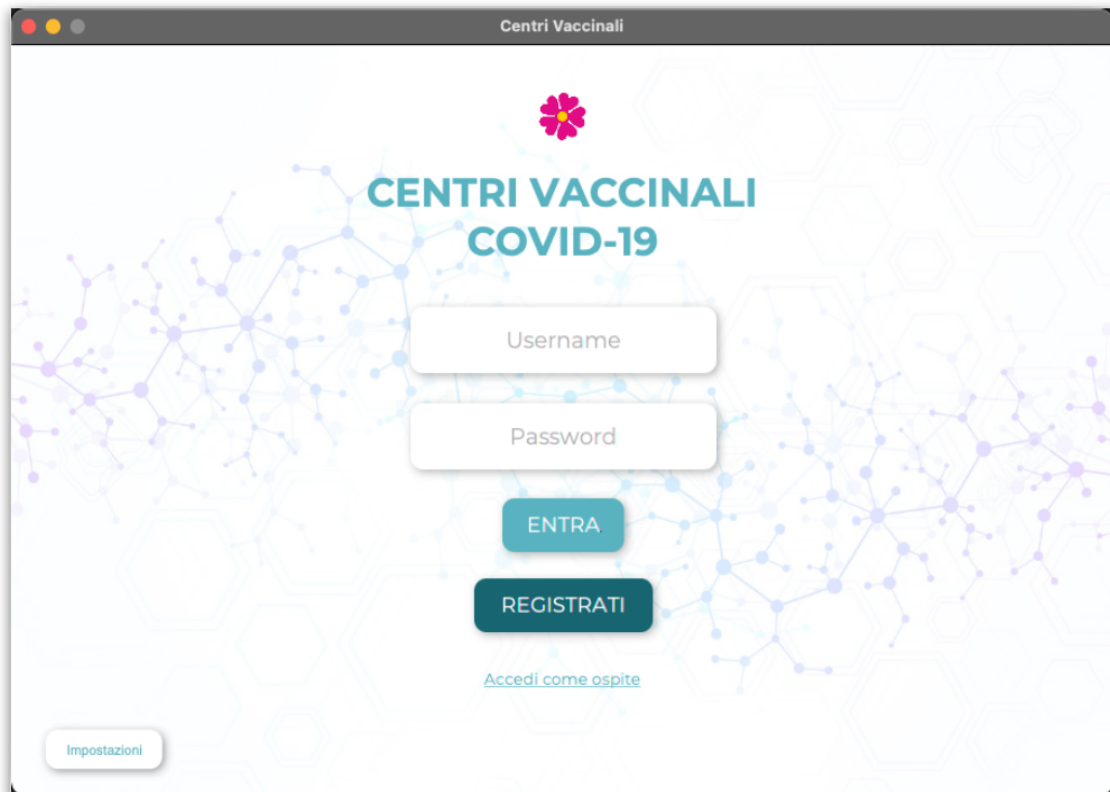 Centri Vaccinali
CENTRI VACCINALI
COVID-19
Username
Password
ENTRA
REGISTRATI
Accedi come ospite
Impostazioni